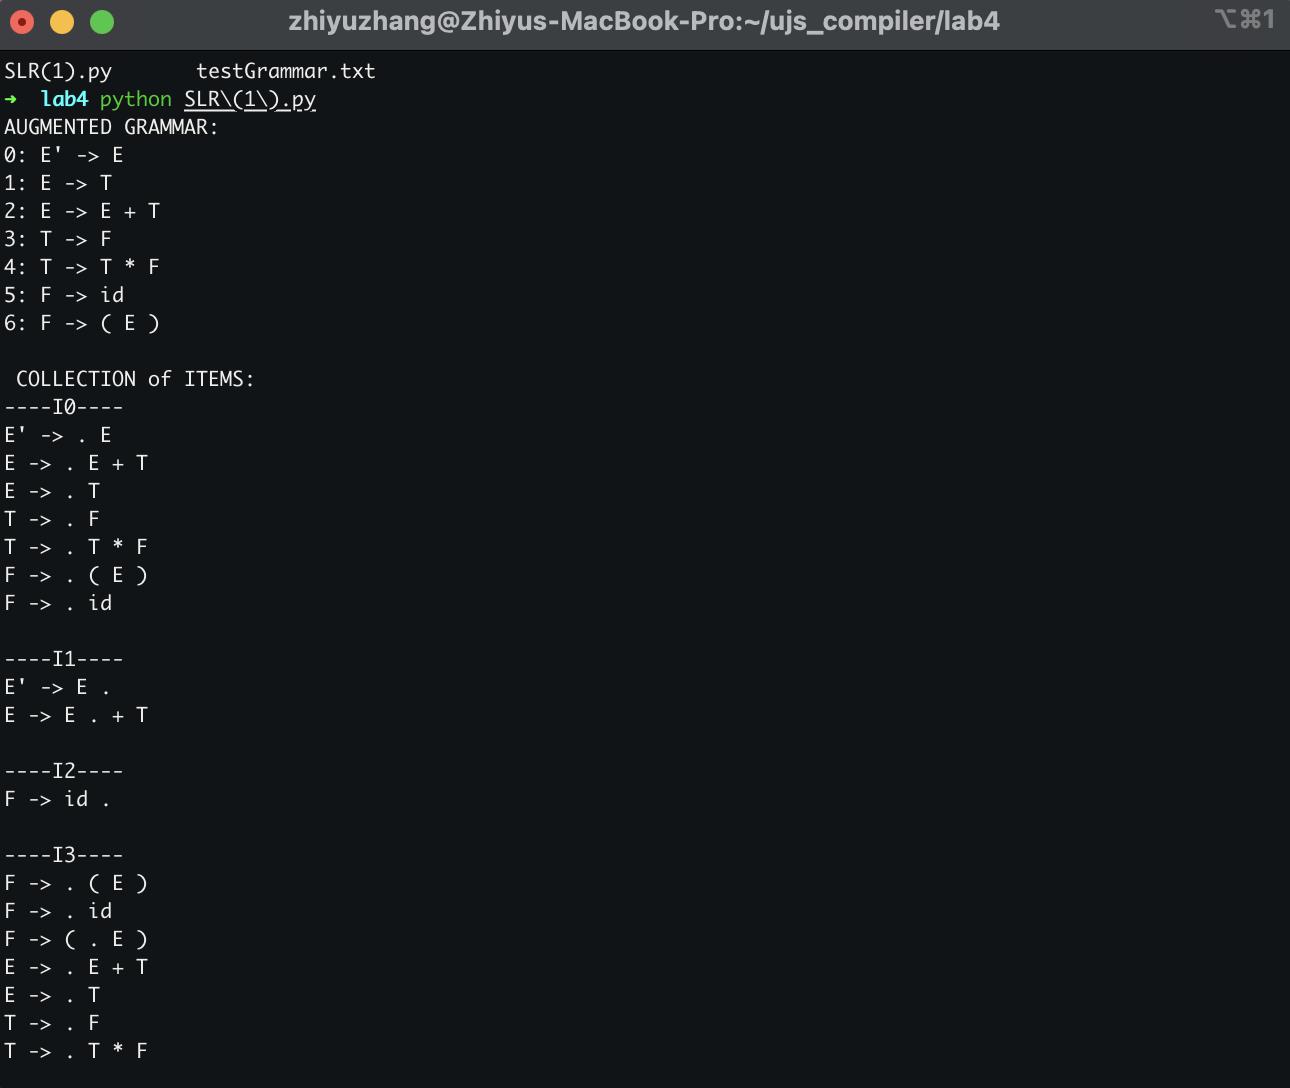 zhiyuzhang@Zhiyus-MacBook-Pro:~/ujs_compiler/lab4 ⌥⌘1
SLR(1).py testGrammar.txt
➜ lab4 python SLR\(1\).py
AUGMENTED GRAMMAR:
0: E' -> E
1: E -> T
2: E -> E + T
3: T -> F
4: T -> T * F
5: F -> id
6: F -> ( E )
COLLECTION of ITEMS:
----I0----
E' -> . E
E -> . E + T
E -> . T
T -> . F
T -> . T * F
F -> . ( E )
F -> . id
----I1----
E' -> E .
E -> E . + T
----I2----
F -> id .
----I3----
F -> . ( E )
F -> . id
F -> ( . E )
E -> . E + T
E -> . T
T -> . F
T -> . T * F